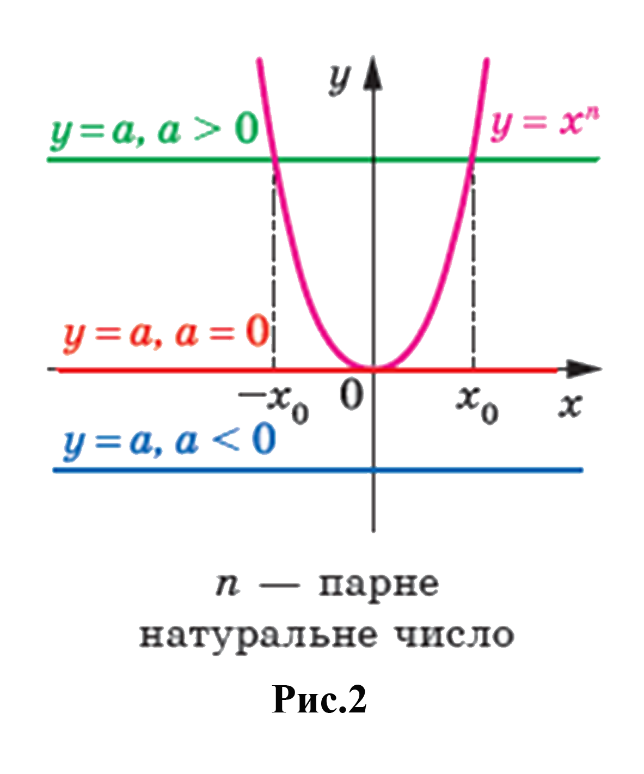 y
y = a, a > 0
y = xⁿ
y = a, a = 0
−x₀ 0 x₀ x
y = a, a < 0
n — парне
натуральне число
Рис.2